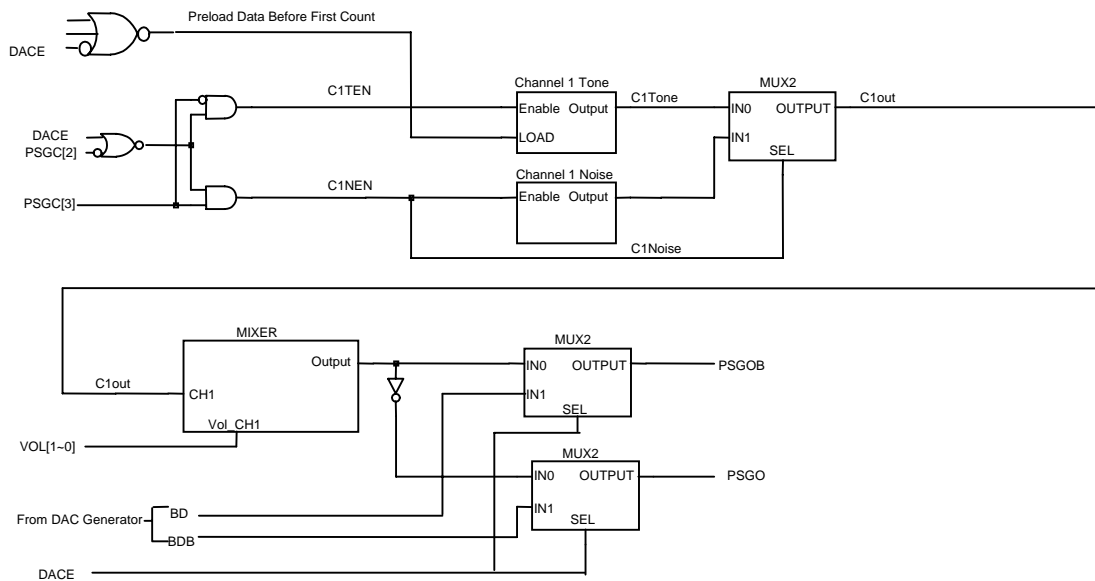 Preload Data Before First Count
DACE
Channel 1 Tone
MUX2
C1TEN
Enable Output
C1Tone
IN0 OUTPUT
C1out
LOAD
IN1
DACE
PSGC[2]
SEL
Channel 1 Noise
C1NEN
Enable Output
PSGC[3]
C1Noise
MIXER
MUX2
Output
IN0 OUTPUT
PSGOB
C1out
CH1
IN1
SEL
Vol_CH1
VOL[1~0]
MUX2
IN0 OUTPUT
PSGO
IN1
From DAC Generator
BD
SEL
BDB
DACE